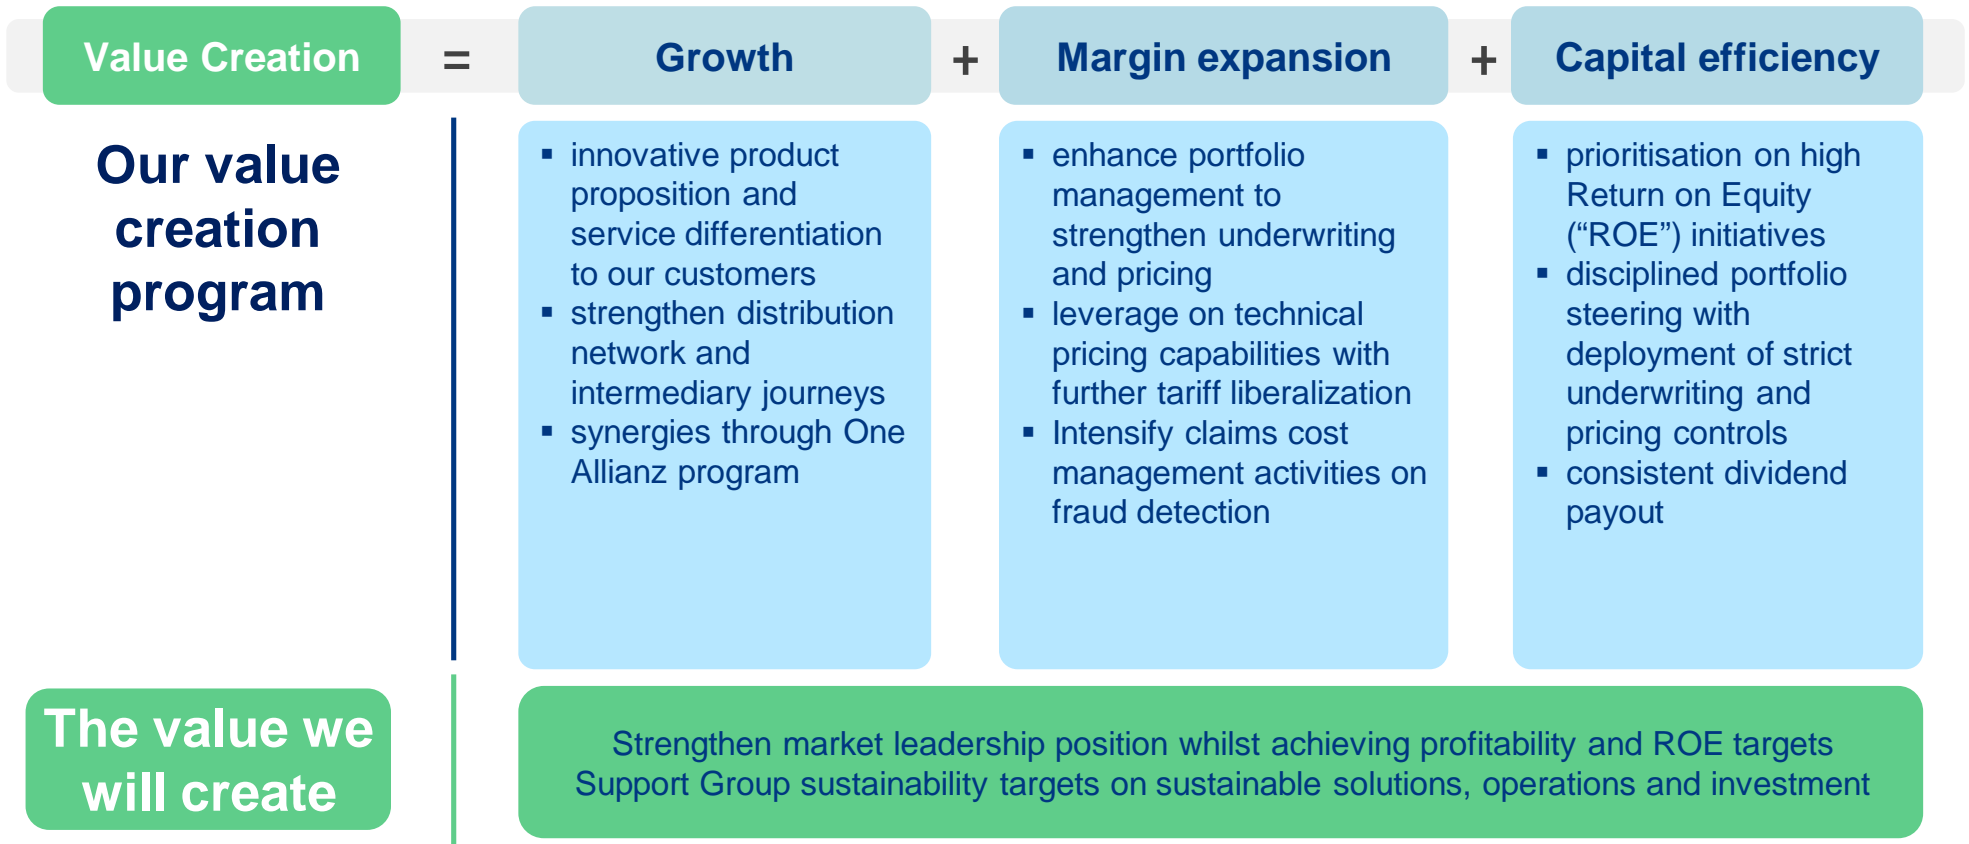 Value Creation = Growth + Margin expansion + Capital efficiency
Our value
creation
program
▪ innovative product
proposition and
service differentiation
to our customers
▪ strengthen distribution
network and
intermediary journeys
▪ synergies through One
Allianz program
▪ enhance portfolio
management to
strengthen underwriting
and pricing
▪ leverage on technical
pricing capabilities with
further tariff liberalization
▪ Intensify claims cost
management activities on
fraud detection
▪ prioritisation on high
Return on Equity
(“ROE”) initiatives
▪ disciplined portfolio
steering with
deployment of strict
underwriting and
pricing controls
▪ consistent dividend
payout
The value we
will create
Strengthen market leadership position whilst achieving profitability and ROE targets
Support Group sustainability targets on sustainable solutions, operations and investment